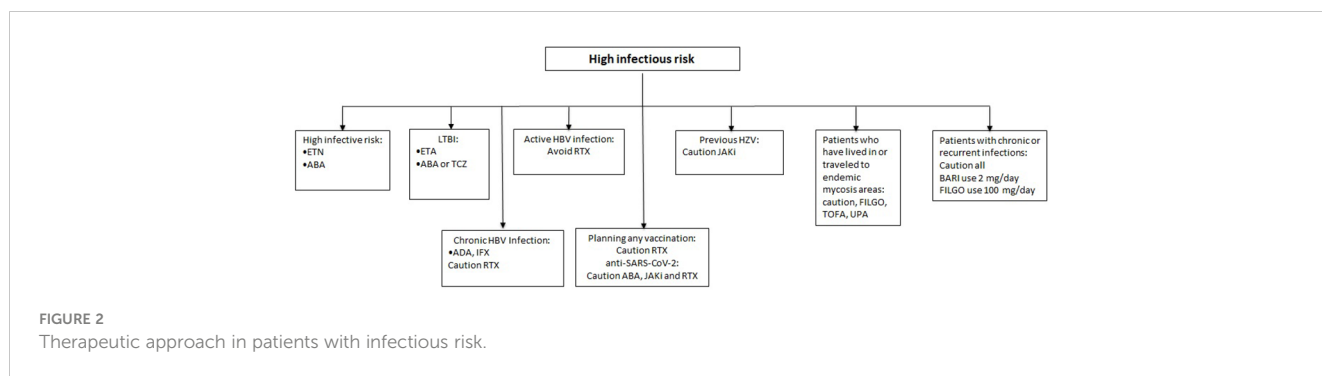 High infectious risk
High infective risk:
•ETN
•ABA
LTBI:
•ETA
•ABA or TCZ
Active HBV infection:
Avoid RTX
Previous HZV:
Caution JAKi
Patients who
have lived in or
traveled to
endemic
mycosis areas:
caution, FILGO,
TOFA, UPA
Patients with chronic or
recurrent infections:
Caution all
BARI use 2 mg/day
FILGO use 100 mg/day
Chronic HBV Infection:
•ADA, IFX
Caution RTX
Planning any vaccination:
Caution RTX
anti-SARS-CoV-2:
Caution ABA, JAKi and RTX
FIGURE 2
Therapeutic approach in patients with infectious risk.